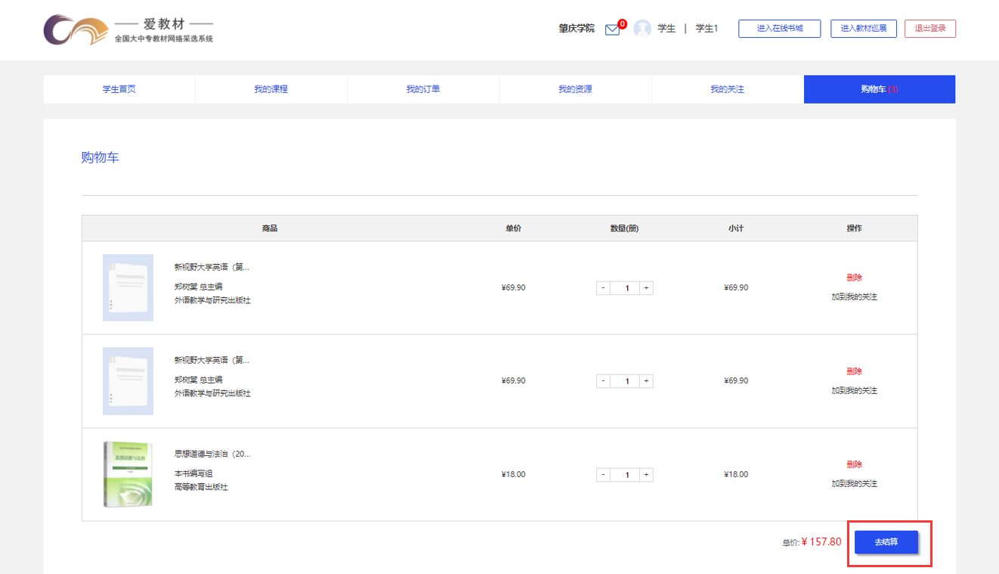 爱教材
全国大中专教材网络采选系统
肇庆学院 0 学生 | 学生1 进入在线书城 进入教材巡展 退出登录
学生首页 我的课程 我的订单 我的资源 我的关注 购物车 (3)
购物车
商品 单价 数量(册) 小计 操作
新视野大学英语（第...
郑树棠 总主编
外语教学与研究出版社
¥69.90 - 1 + ¥69.90
删除
加到我的关注
新视野大学英语（第...
郑树棠 总主编
外语教学与研究出版社
¥69.90 - 1 + ¥69.90
删除
加到我的关注
思想道德与法治
思想道德与法治（20...
本书编写组
高等教育出版社
¥18.00 - 1 + ¥18.00
删除
加到我的关注
总价: ¥ 157.80 去结算